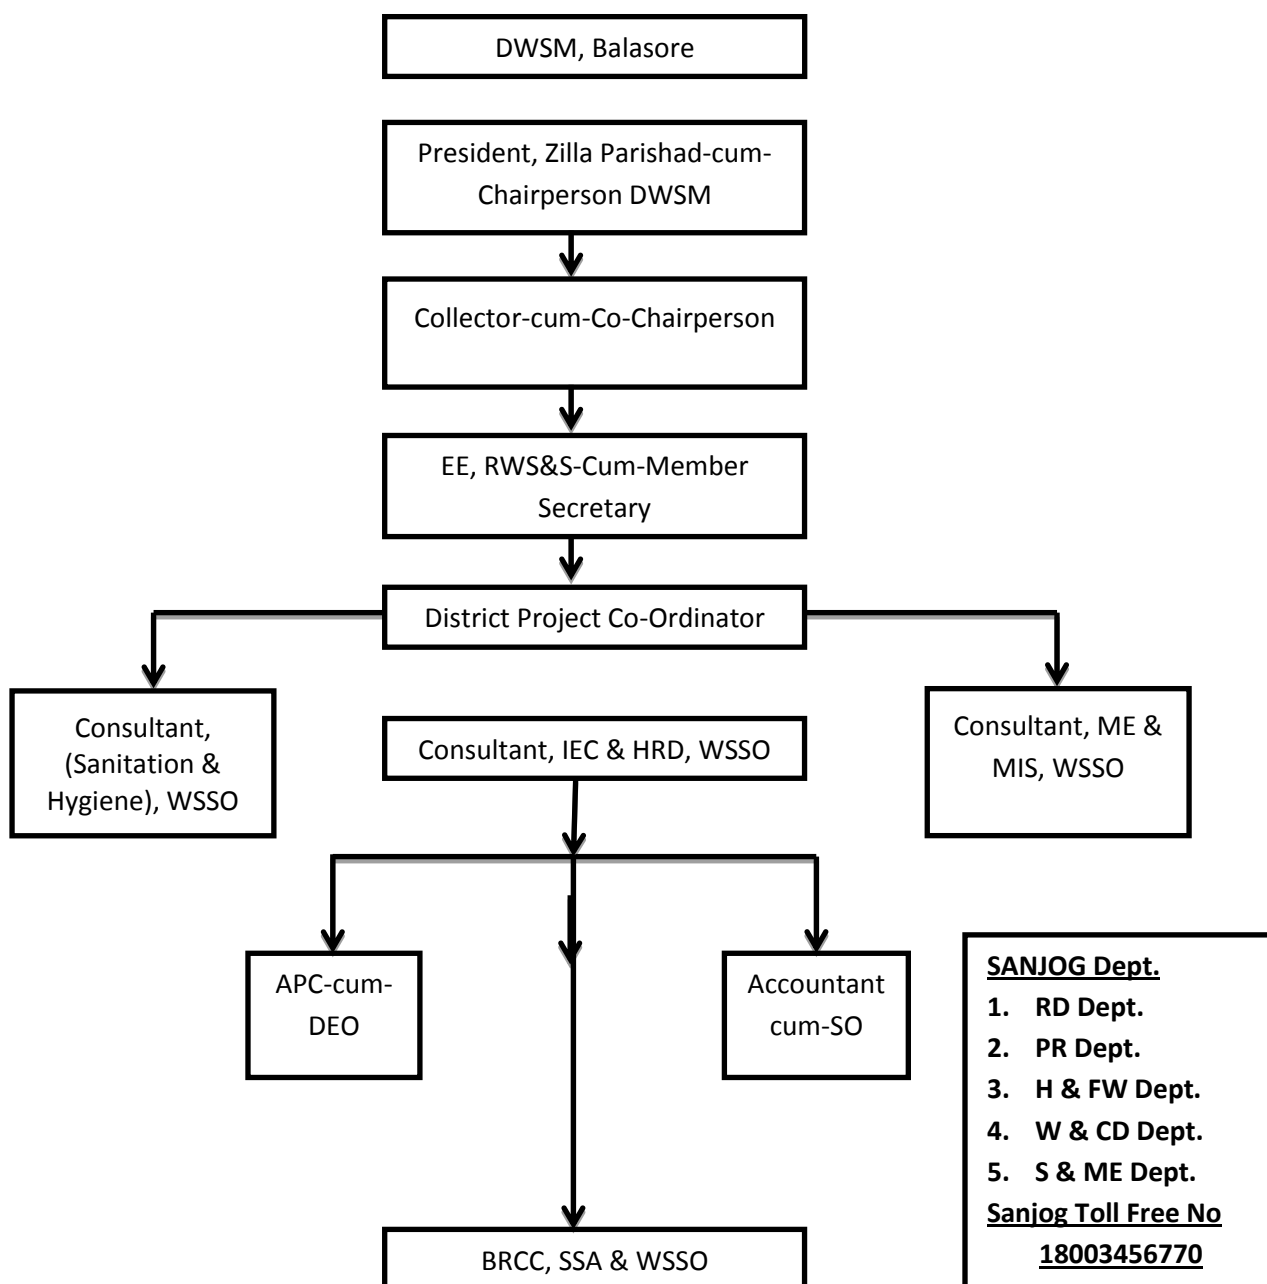 DWSM, Balasore
President, Zilla Parishad-cum-
Chairperson DWSM
Collector-cum-Co-Chairperson
EE, RWS&S-Cum-Member
Secretary
District Project Co-Ordinator
Consultant,
(Sanitation &
Hygiene), WSSO
Consultant, IEC & HRD, WSSO
Consultant, ME &
MIS, WSSO
APC-cum-
DEO
Accountant
cum-SO
SANJOG Dept.
1. RD Dept.
2. PR Dept.
3. H & FW Dept.
4. W & CD Dept.
5. S & ME Dept.
Sanjog Toll Free No
18003456770
BRCC, SSA & WSSO